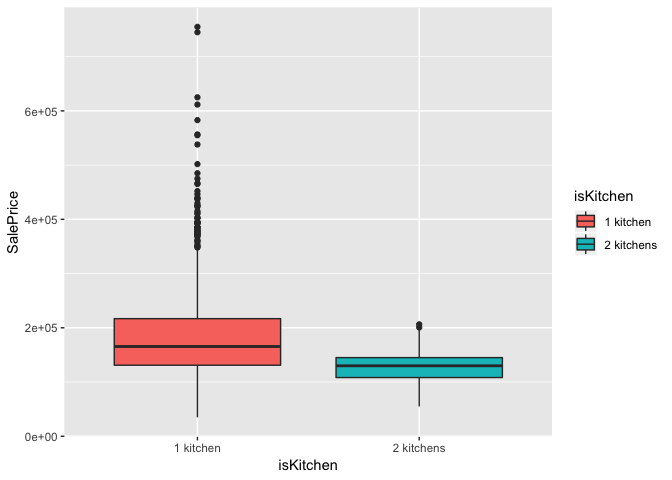 SalePrice
6e+05
4e+05
2e+05
0e+00
1 kitchen
2 kitchens
isKitchen
isKitchen
1 kitchen
2 kitchens